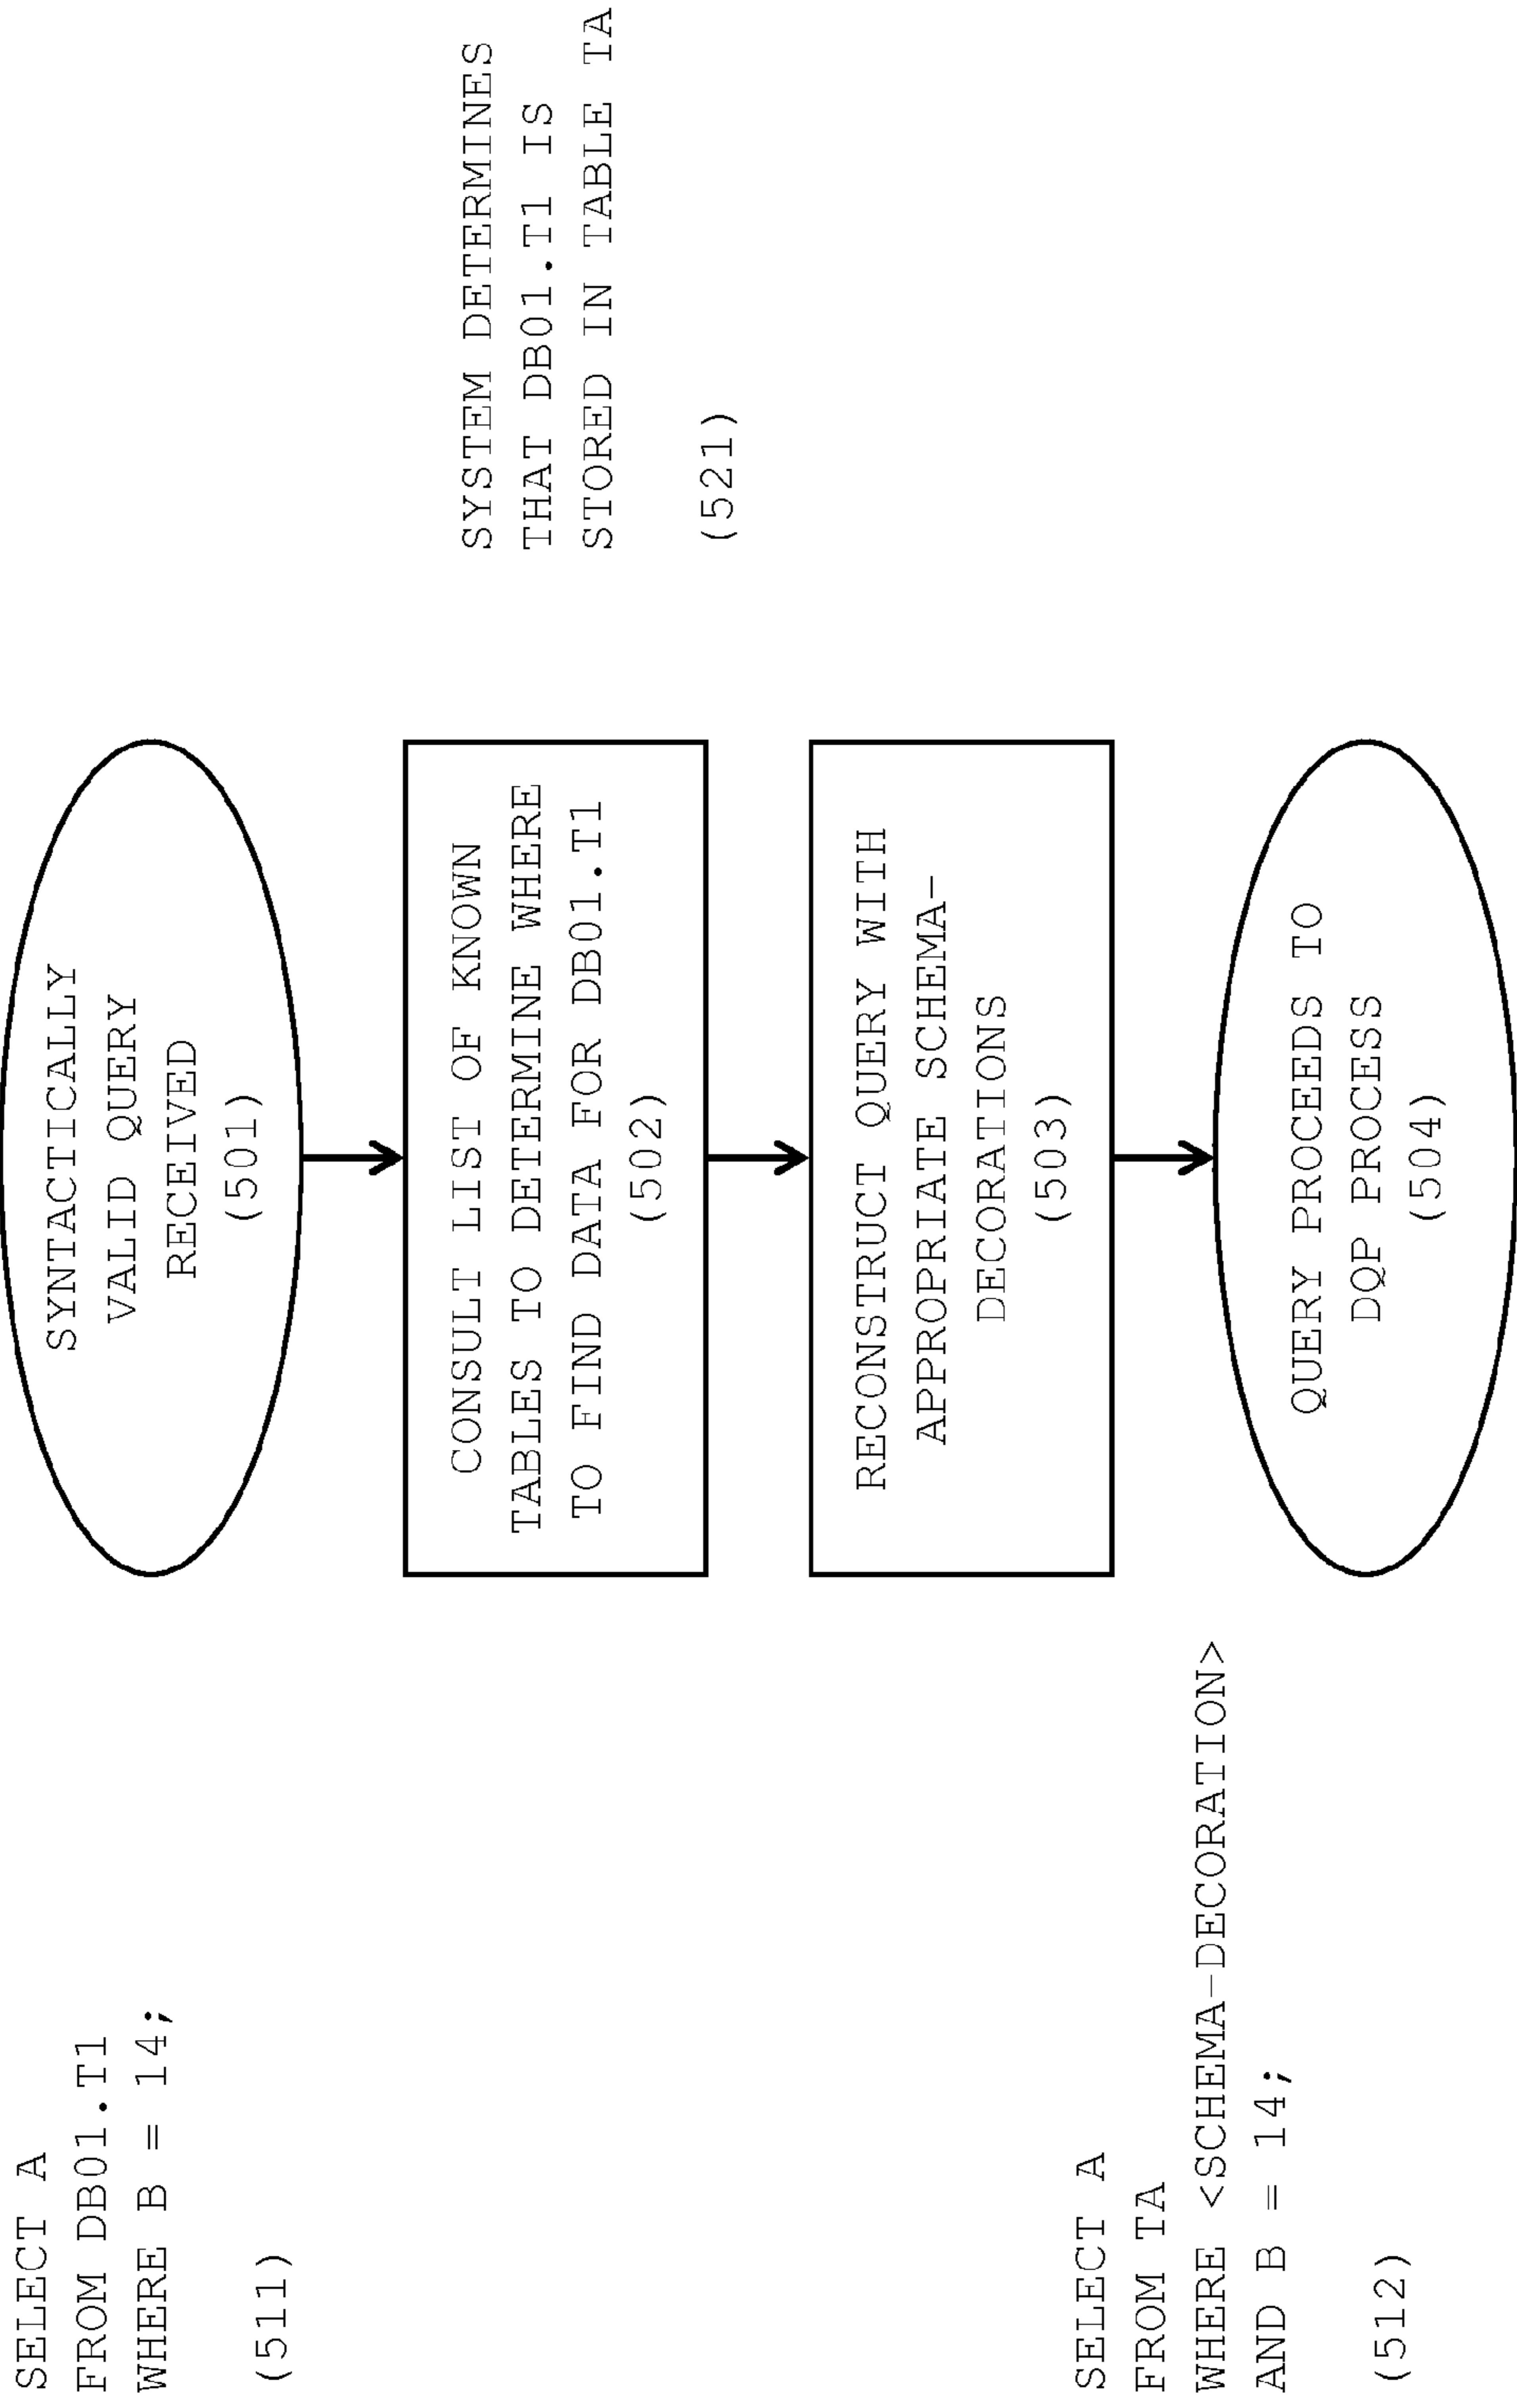 SELECT A
FROM DB01.T1
WHERE B = 14;
(511)
SYNTACTICALLY
VALID QUERY
RECEIVED
(501)
CONSULT LIST OF KNOWN
TABLES TO DETERMINE WHERE
TO FIND DATA FOR DB01.T1
(502)
SYSTEM DETERMINES
THAT DB01.T1 IS
STORED IN TABLE TA
(521)
RECONSTRUCT QUERY WITH
APPROPRIATE SCHEMA-
DECORATIONS
(503)
SELECT A
FROM TA
WHERE <SCHEMA-DECORATION>
AND B = 14;
(512)
QUERY PROCEEDS TO
DQP PROCESS
(504)